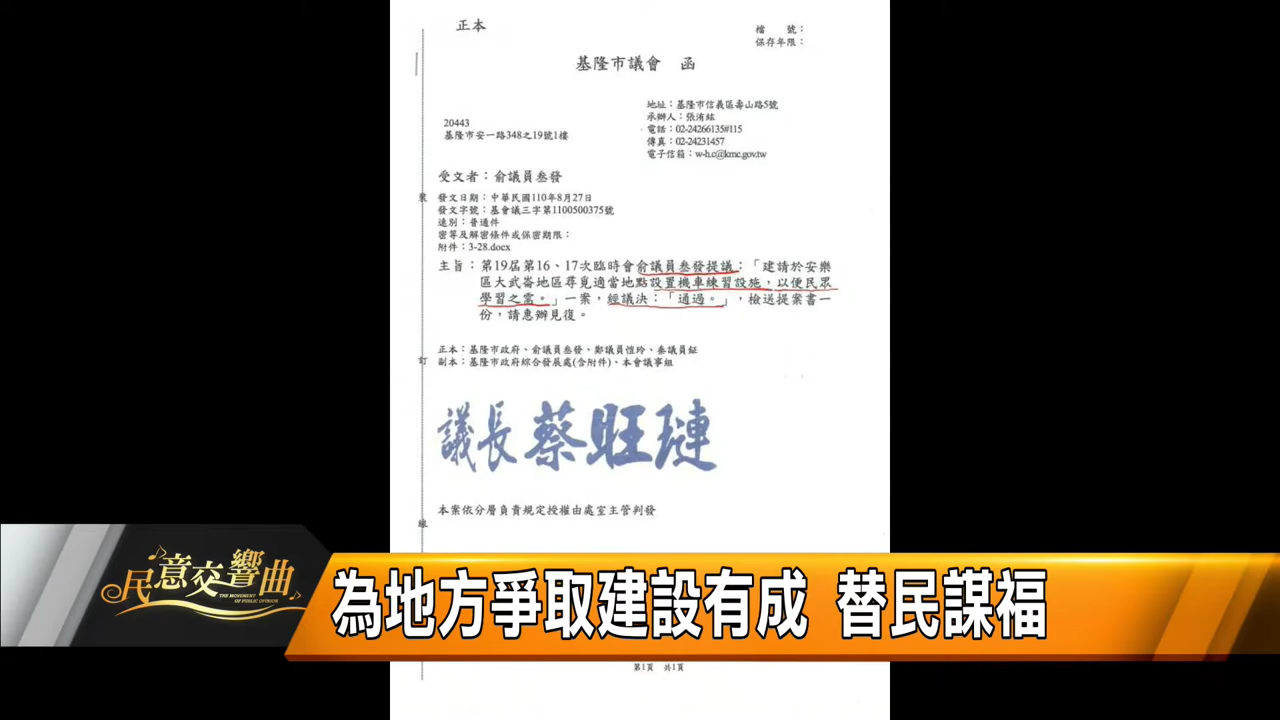 正本
檔　　號：
保存年限：
基隆市議會　函
地址：基隆市信義區壽山路5號
承辦人：張洧絃
電話：02-24266135#115
傳真：02-24231457
電子信箱：w-h.c@kmc.gov.tw
20443
基隆市安一路348之19號1樓
受文者：俞議員叁發
發文日期：中華民國110年8月27日
發文字號：基會議三字第1100500375號
速別：普通件
密等及解密條件或保密期限：
附件：3-28.docx
主旨：第19屆第16、17次臨時會俞議員叁發提議：「建請於安樂
區大武崙地區尋覓適當地點設置機車練習設施，以便民眾
學習之需。」一案，經議決：「通過。」，檢送提案書一
份，請惠辦見復。
正本：基隆市政府、俞議員叁發、鄭議員愷玲、秦議員鉦
副本：基隆市政府綜合發展處(含附件)、本會議事組
議長蔡旺璉
本案依分層負責規定授權由處室主管判發
訂
線
民意交響曲
THE MOVEMENT
OF PUBLIC OPINION
為地方爭取建設有成 替民謀福
第1頁　共1頁